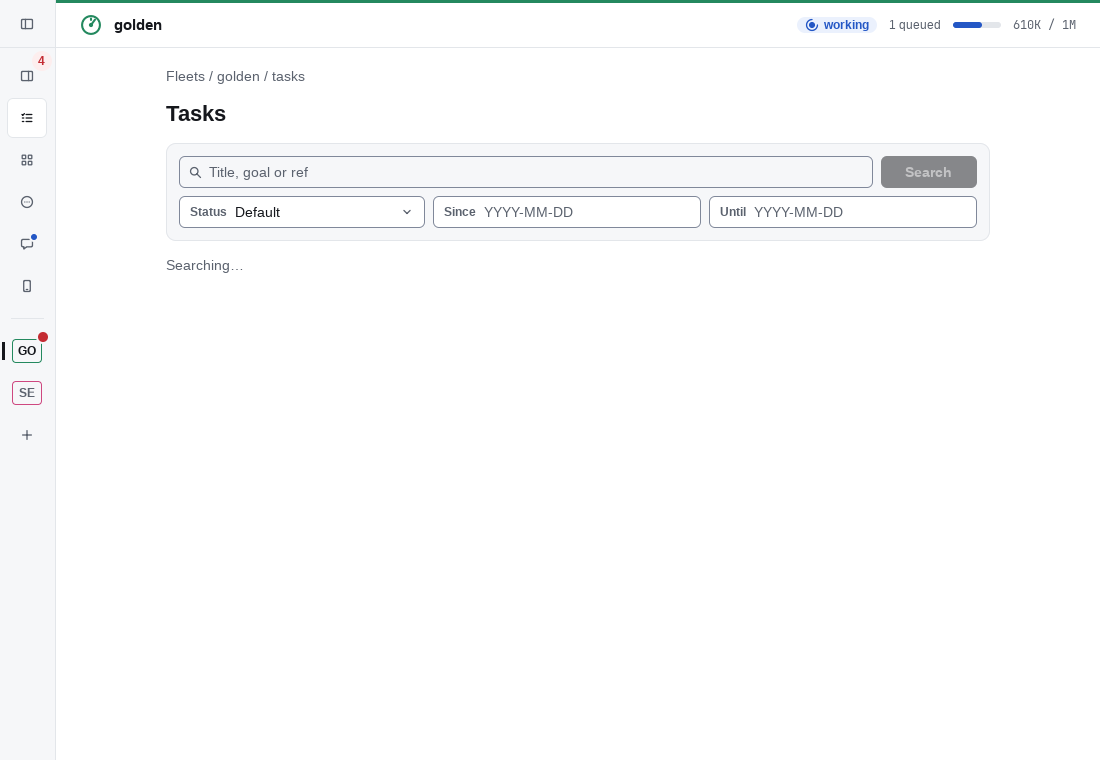 golden
working
1 queued
610K / 1M
4
Fleets / golden / tasks
Tasks
Title, goal or ref
Search
Status Default
Since YYYY-MM-DD
Until YYYY-MM-DD
Searching…
GO
SE